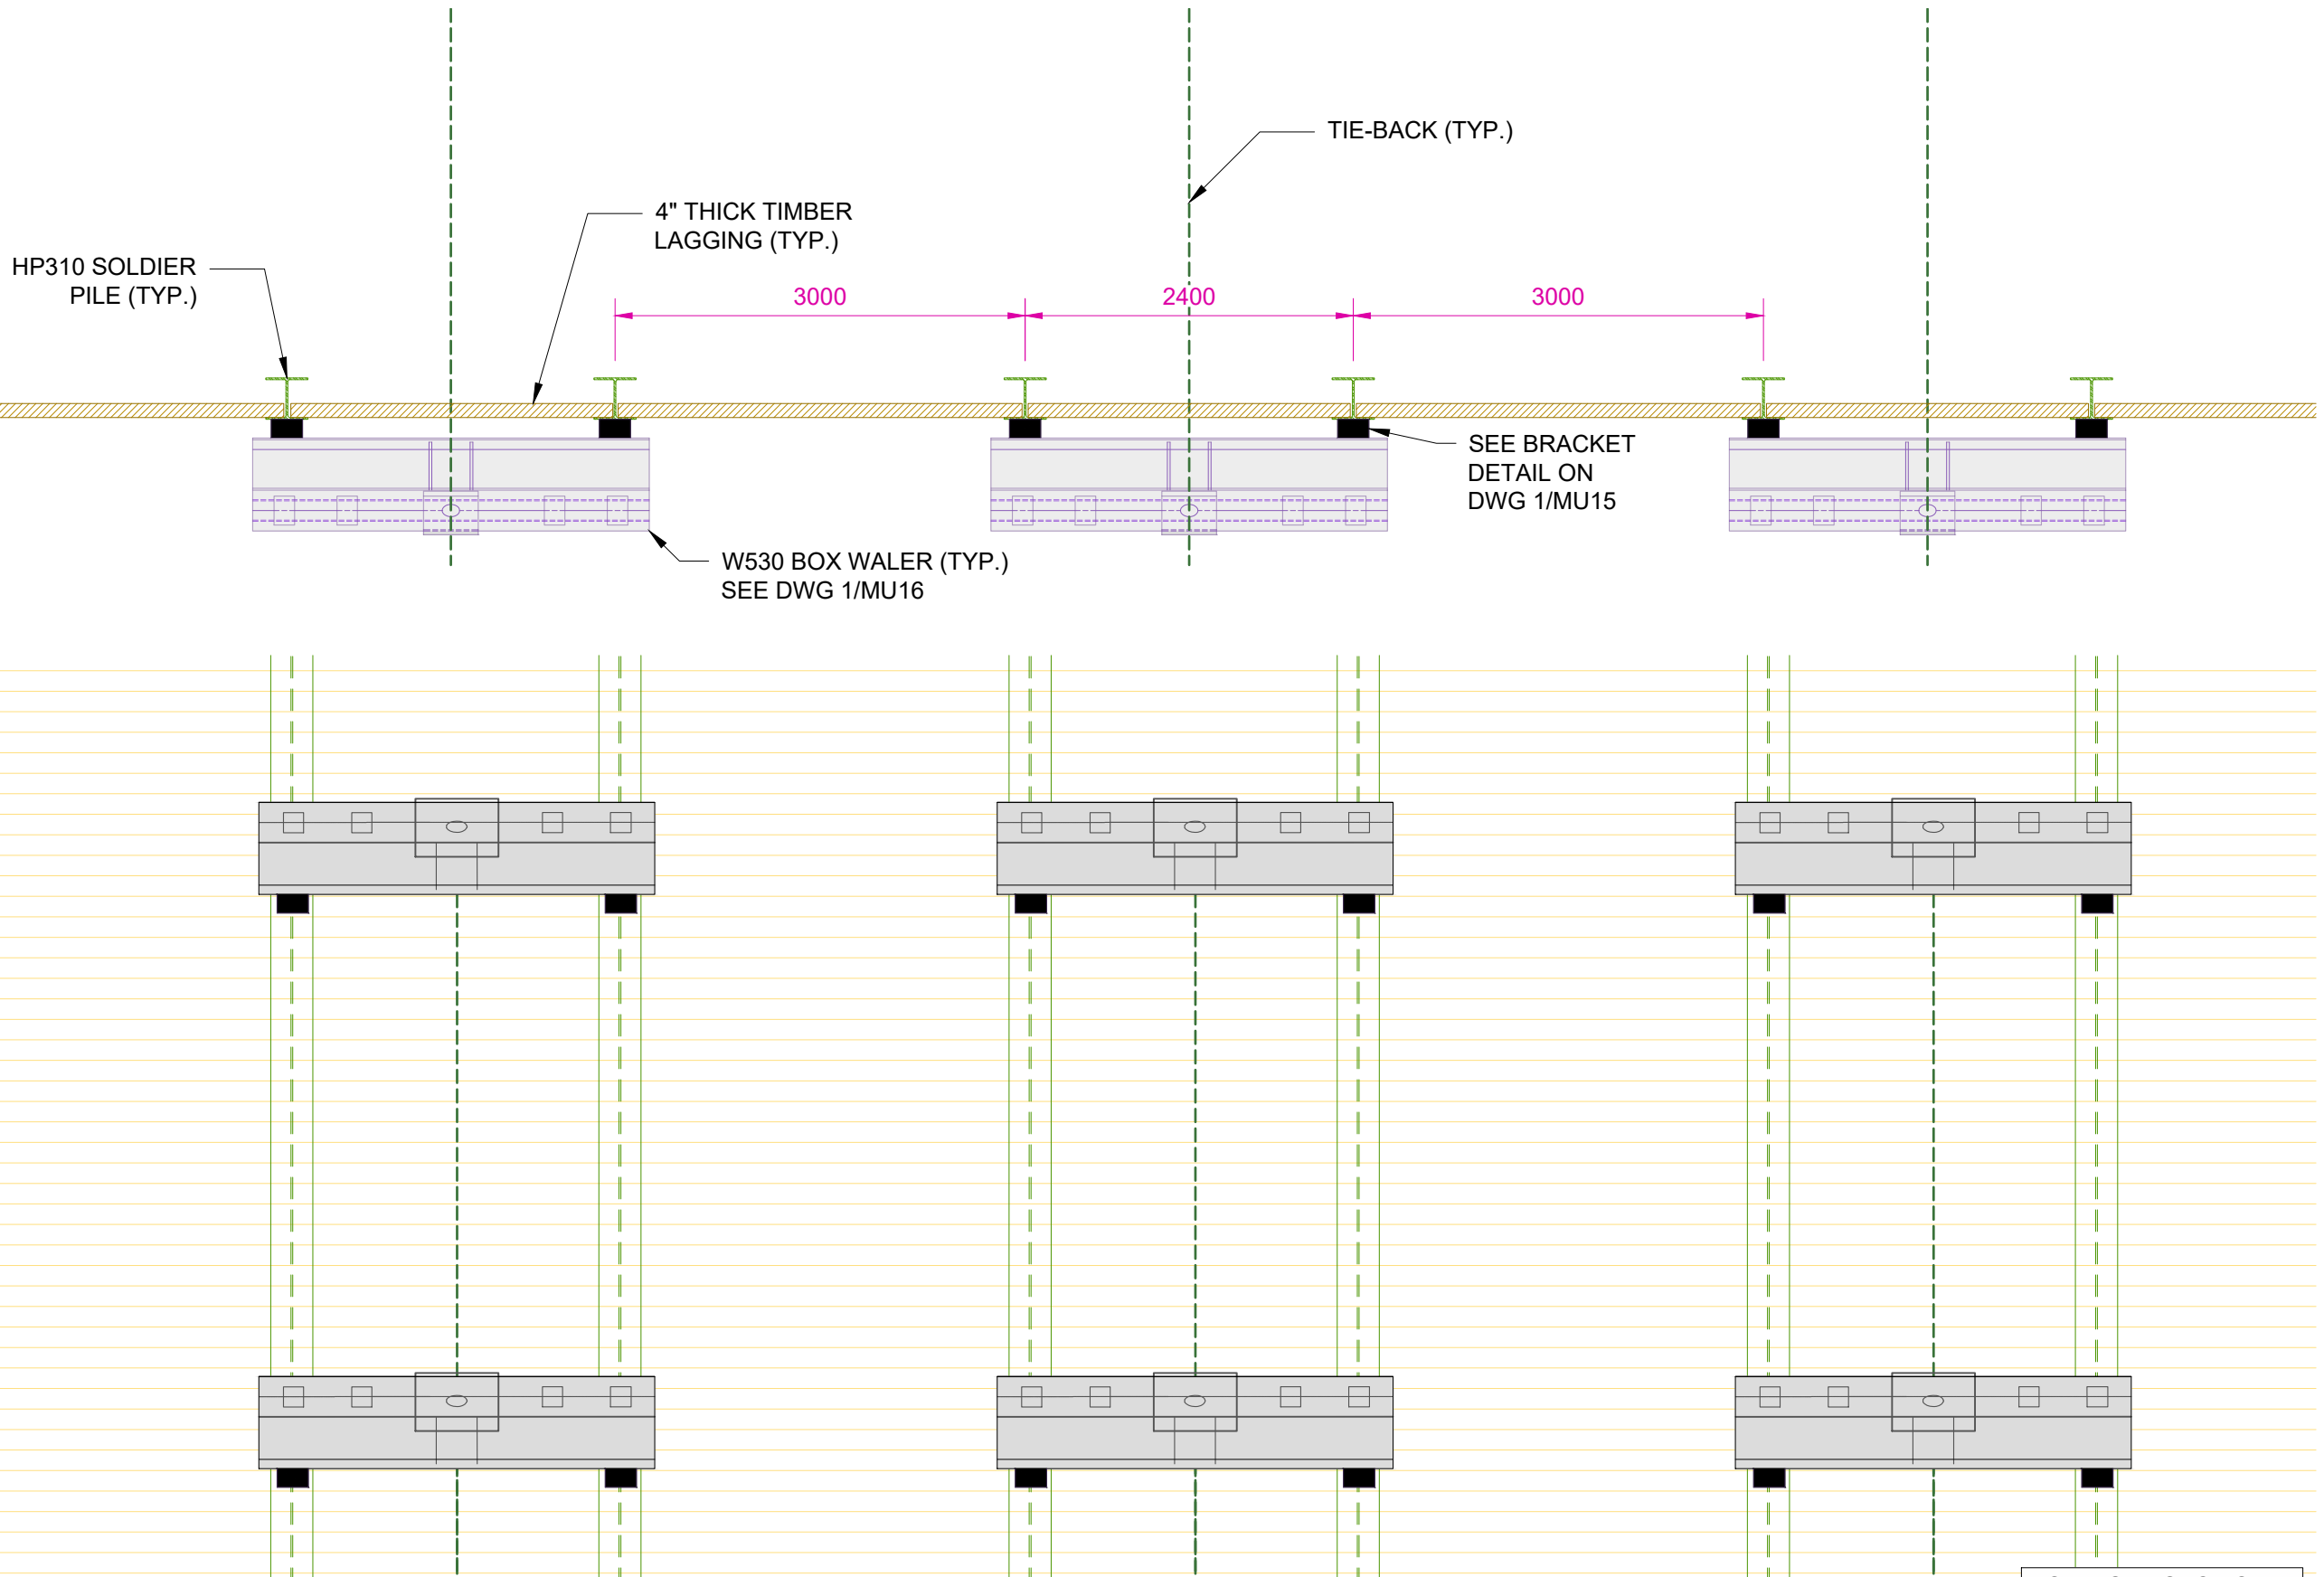 TIE-BACK (TYP.)
4" THICK TIMBER
LAGGING (TYP.)
HP310 SOLDIER
PILE (TYP.)
3000
2400
3000
SEE BRACKET
DETAIL ON
DWG 1/MU15
W530 BOX WALER (TYP.)
SEE DWG 1/MU16